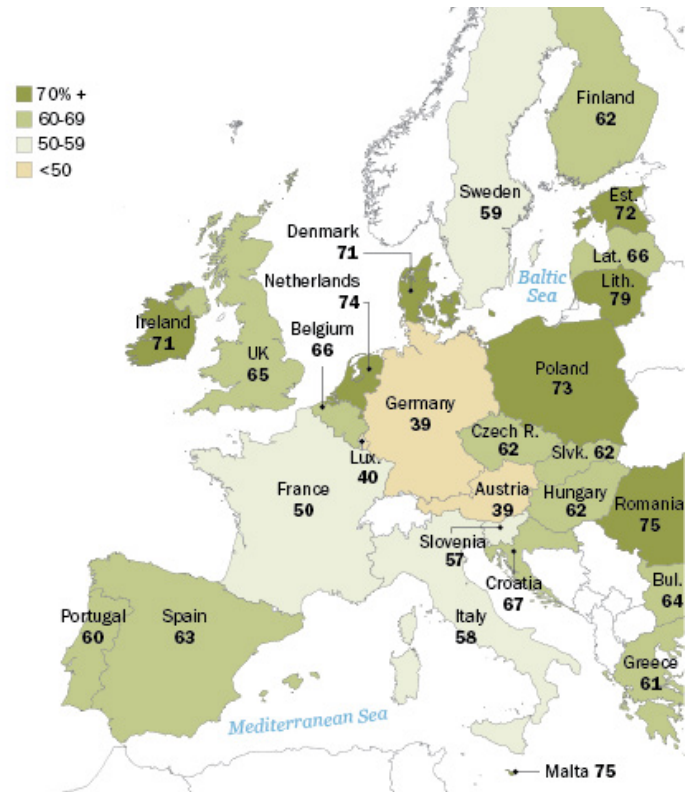 70% +
60-69
50-59
<50
Finland
62
Sweden
59
Est.
72
Denmark
71
Lat. 66
Baltic
Sea
Netherlands
74
Lith.
79
Ireland
71
Belgium
66
UK
65
Poland
73
Germany
39
Czech R.
62
Slvk. 62
Lux.
40
France
50
Austria
39
Hungary
62
Romania
75
Slovenia
57
Croatia
67
Bul.
64
Portugal
60
Spain
63
Italy
58
Greece
61
Mediterranean Sea
Malta 75